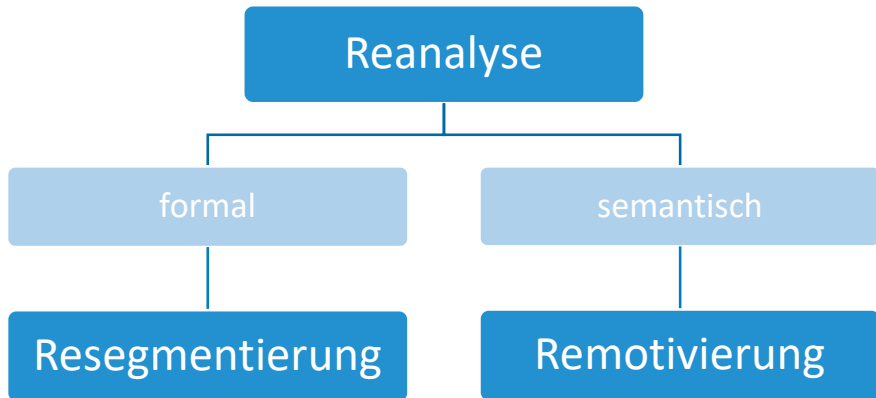 Reanalyse
formal
semantisch
Resegmentierung
Remotivierung